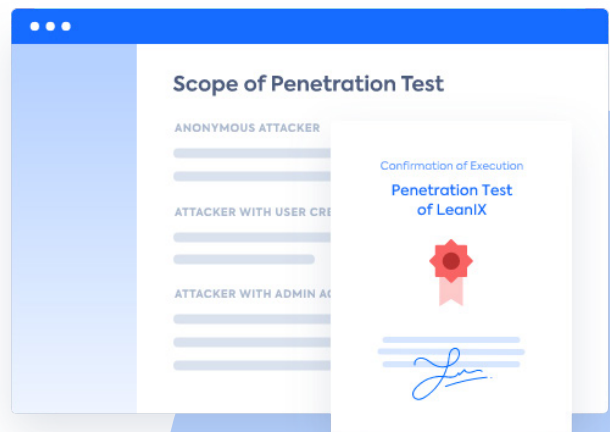 Scope of Penetration Test
ANONYMOUS ATTACKER
ATTACKER WITH USER CRE
ATTACKER WITH ADMIN AC
Confirmation of Execution
Penetration Test
of LeanIX